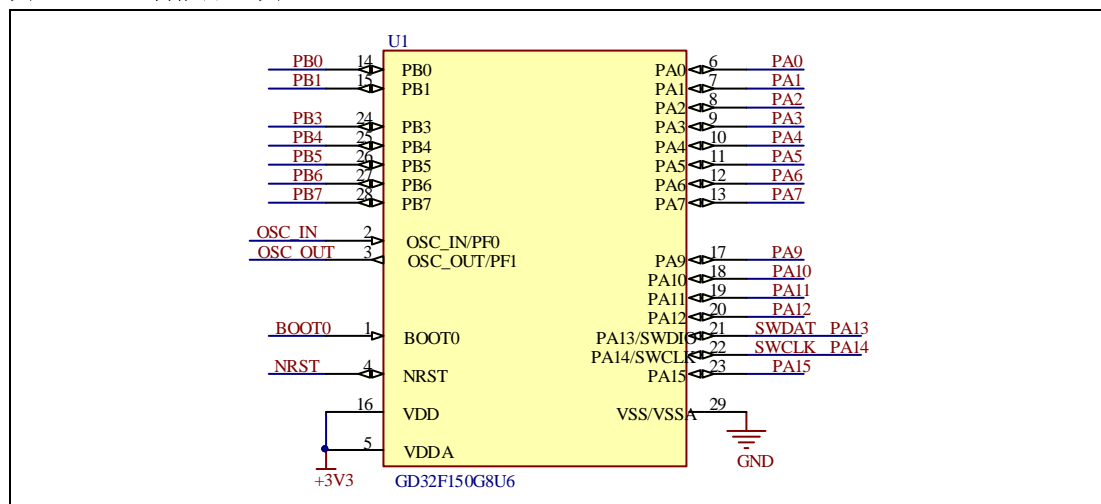 U1
PB0 14 PB0 PA0 6 PA0
PB1 15 PB1 PA1 7 PA1
PA2 8 PA2
PB3 24 PB3 PA3 9 PA3
PB4 25 PB4 PA4 10 PA4
PB5 26 PB5 PA5 11 PA5
PB6 27 PB6 PA6 12 PA6
PB7 28 PB7 PA7 13 PA7
OSC_IN 2 OSC_IN/PF0
OSC_OUT 3 OSC_OUT/PF1 PA9 17 PA9
PA10 18 PA10
PA11 19 PA11
PA12 20 PA12
BOOT0 1 BOOT0 PA13/SWDIO 21 SWDAT PA13
PA14/SWCLK 22 SWCLK PA14
NRST 4 NRST PA15 23 PA15
16 VDD VSS/VSSA 29
5 VDDA
GND
+3V3
GD32F150G8U6